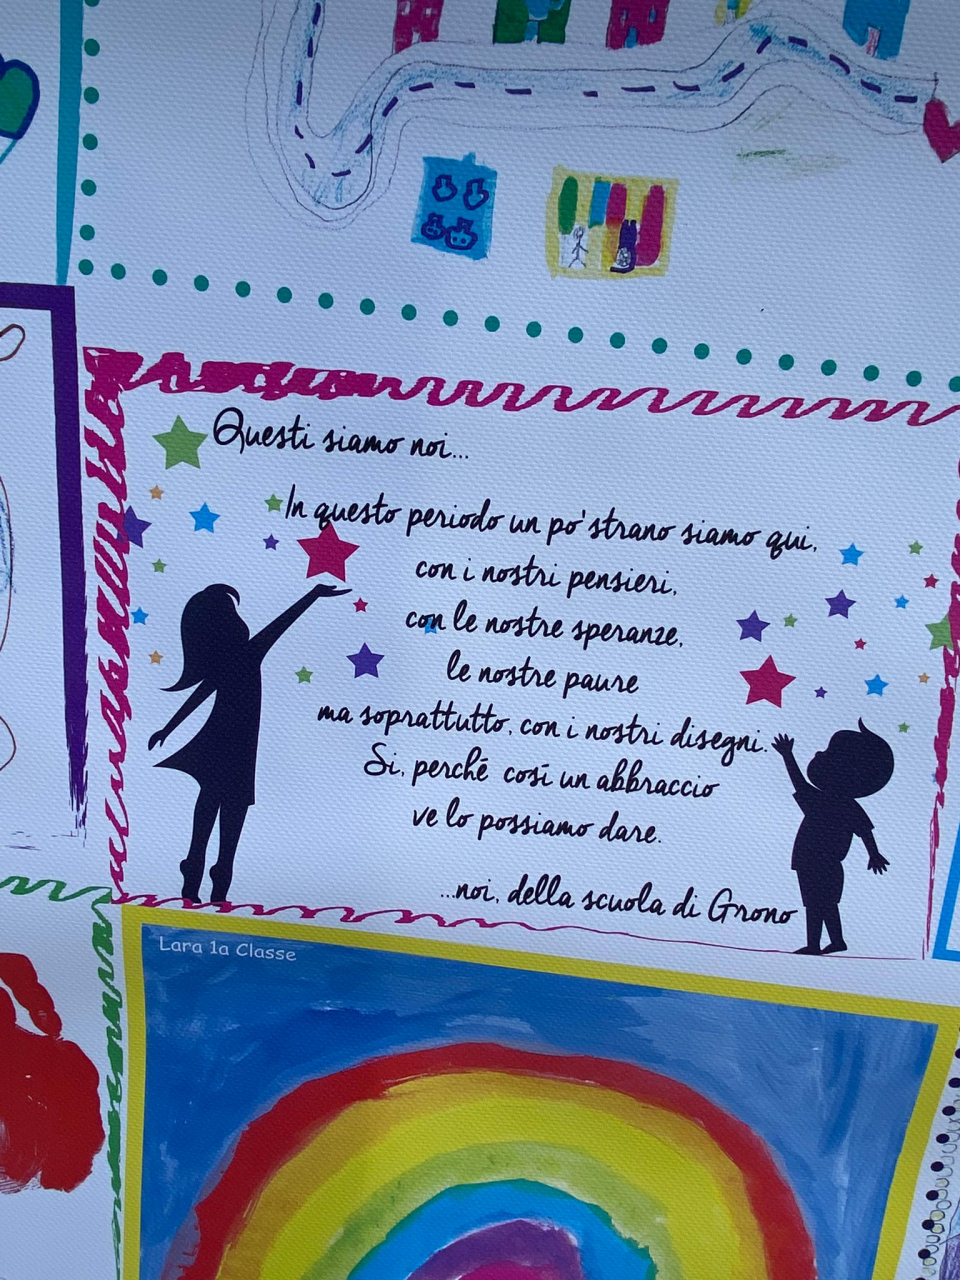 Questi siamo noi...
In questo periodo un po' strano siamo qui,
con i nostri pensieri,
con le nostre speranze,
le nostre paure
ma soprattutto, con i nostri disegni.
Si, perché così un abbraccio
ve lo possiamo dare.
...noi, della scuola di Grono
Lara 1a Classe